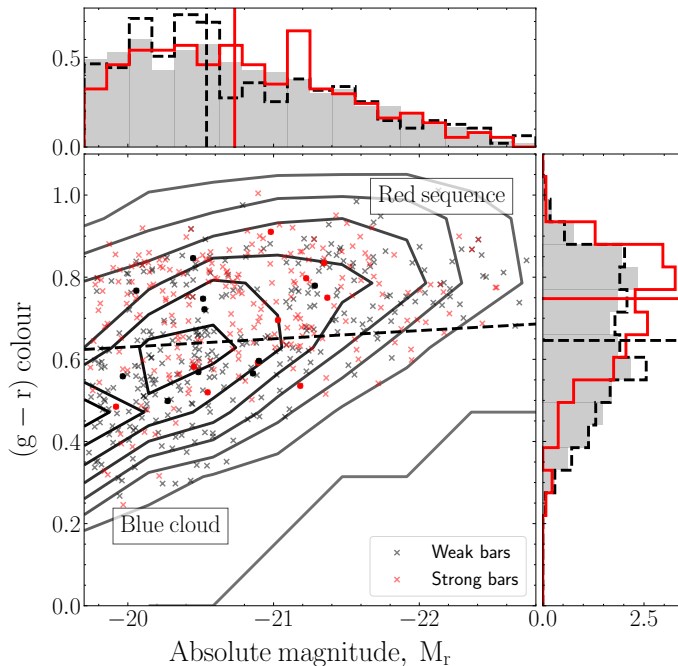 0.5
0.0
1.0
0.8
0.6
0.4
0.2
0.0
(g − r) colour
Red sequence
Blue cloud
Weak bars
Strong bars
−20
−21
−22
0.0
2.5
Absolute magnitude, M_r